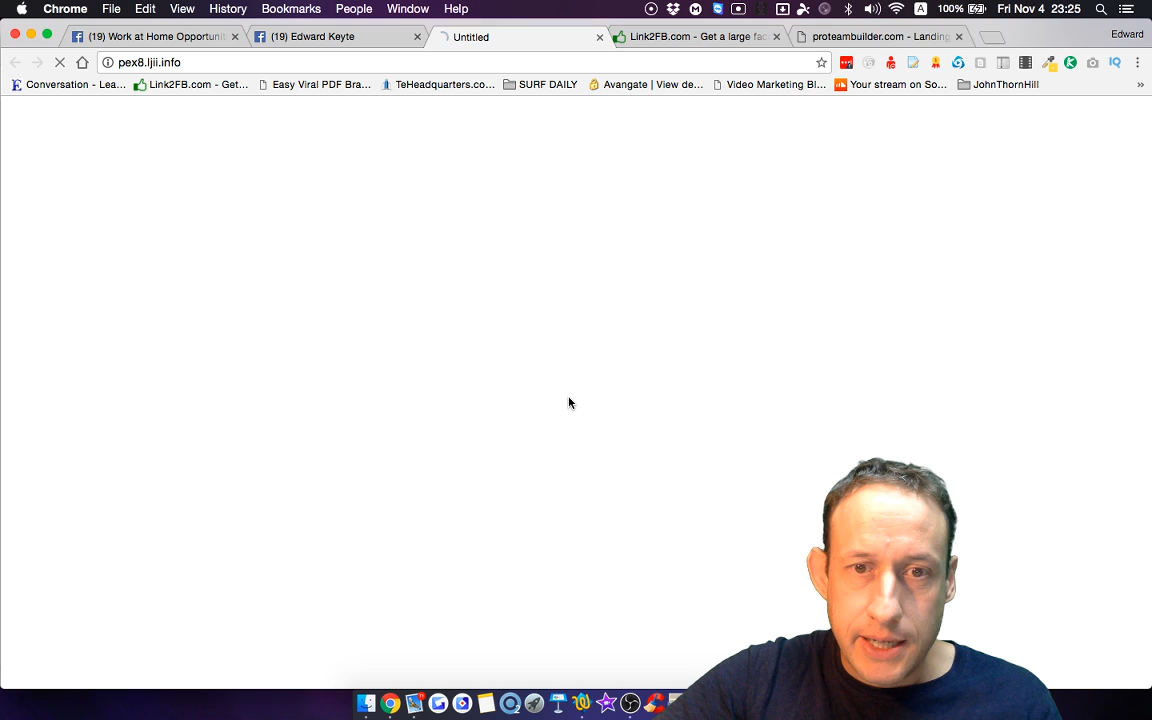 Chrome File Edit View History Bookmarks People Window Help 100% Fri Nov 4 23:25
(19) Work at Home Opportuni (19) Edward Keyte Untitled Link2FB.com - Get a large fac proteambuilder.com - Landing Edward
pex8.ljii.info
Conversation - Lea... Link2FB.com - Get... Easy Viral PDF Bra... TeHeadquarters.co... SURF DAILY Avangate | View de... Video Marketing Bl... Your stream on So... JohnThornHill »